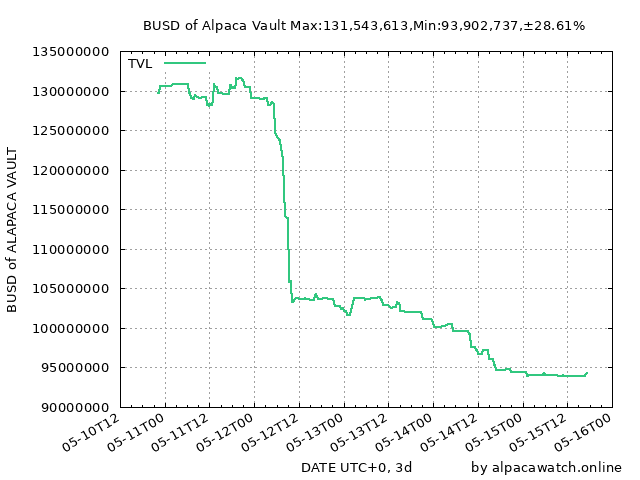 BUSD of Alpaca Vault Max:131,543,613,Min:93,902,737,±28.61%
TVL
BUSD of ALAPACA VAULT
135000000
130000000
125000000
120000000
115000000
110000000
105000000
100000000
95000000
90000000
05-10T12
05-11T00
05-11T12
05-12T00
05-12T12
05-13T00
05-13T12
05-14T00
05-14T12
05-15T00
05-15T12
05-16T00
DATE UTC+0, 3d
by alpacawatch.online